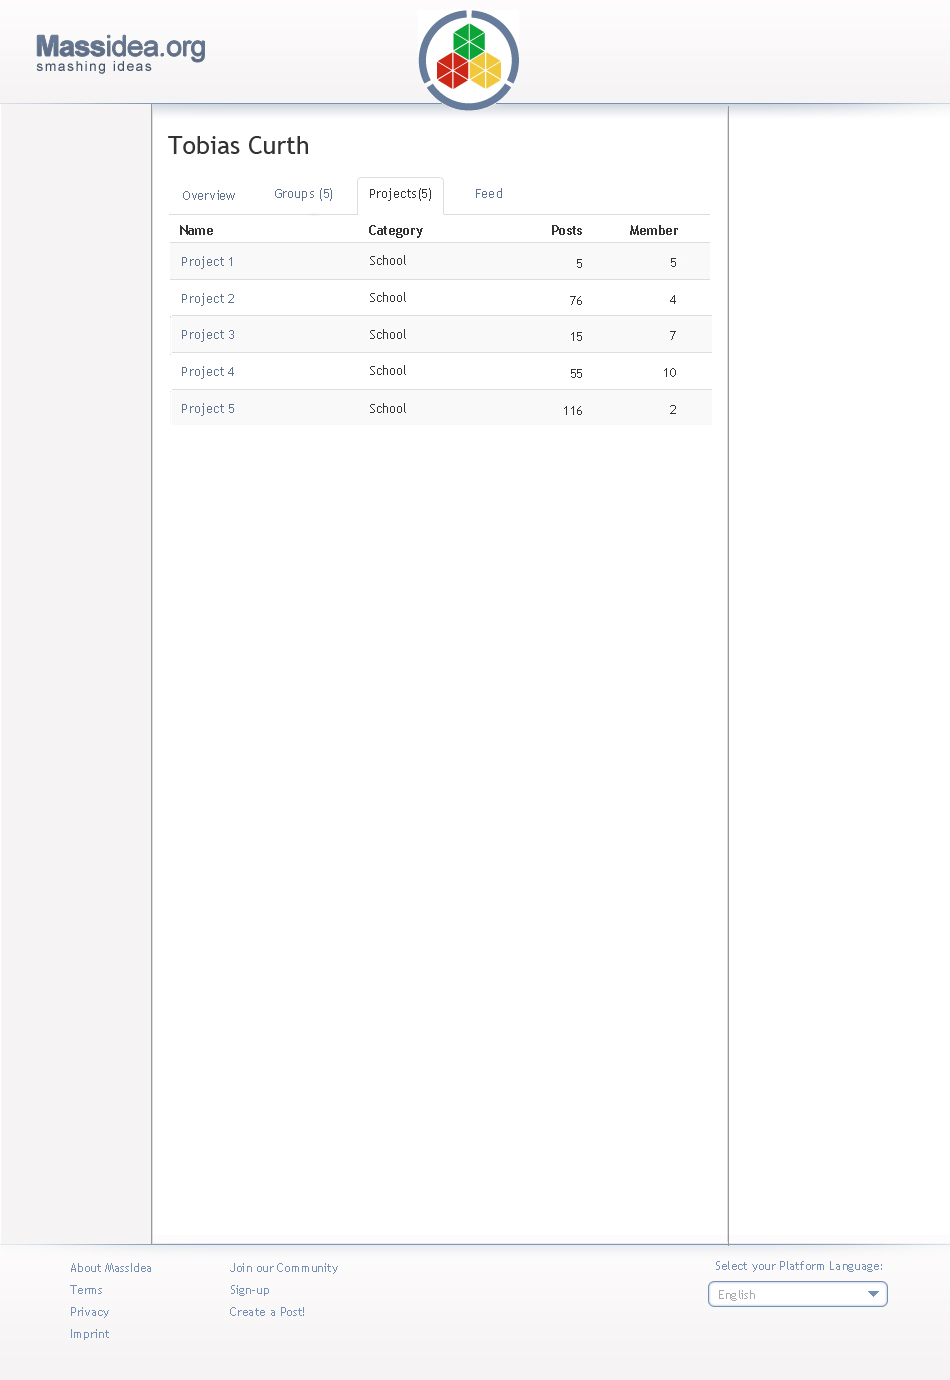 Massidea.org
smashing ideas
Tobias Curth
Overview Groups (5) Projects(5) Feed
Name Category Posts Member
Project 1 School 5 5
Project 2 School 76 4
Project 3 School 15 7
Project 4 School 55 10
Project 5 School 116 2
About MassIdea Join our Community Select your Platform Language:
Terms Sign-up English
Privacy Create a Post!
Imprint